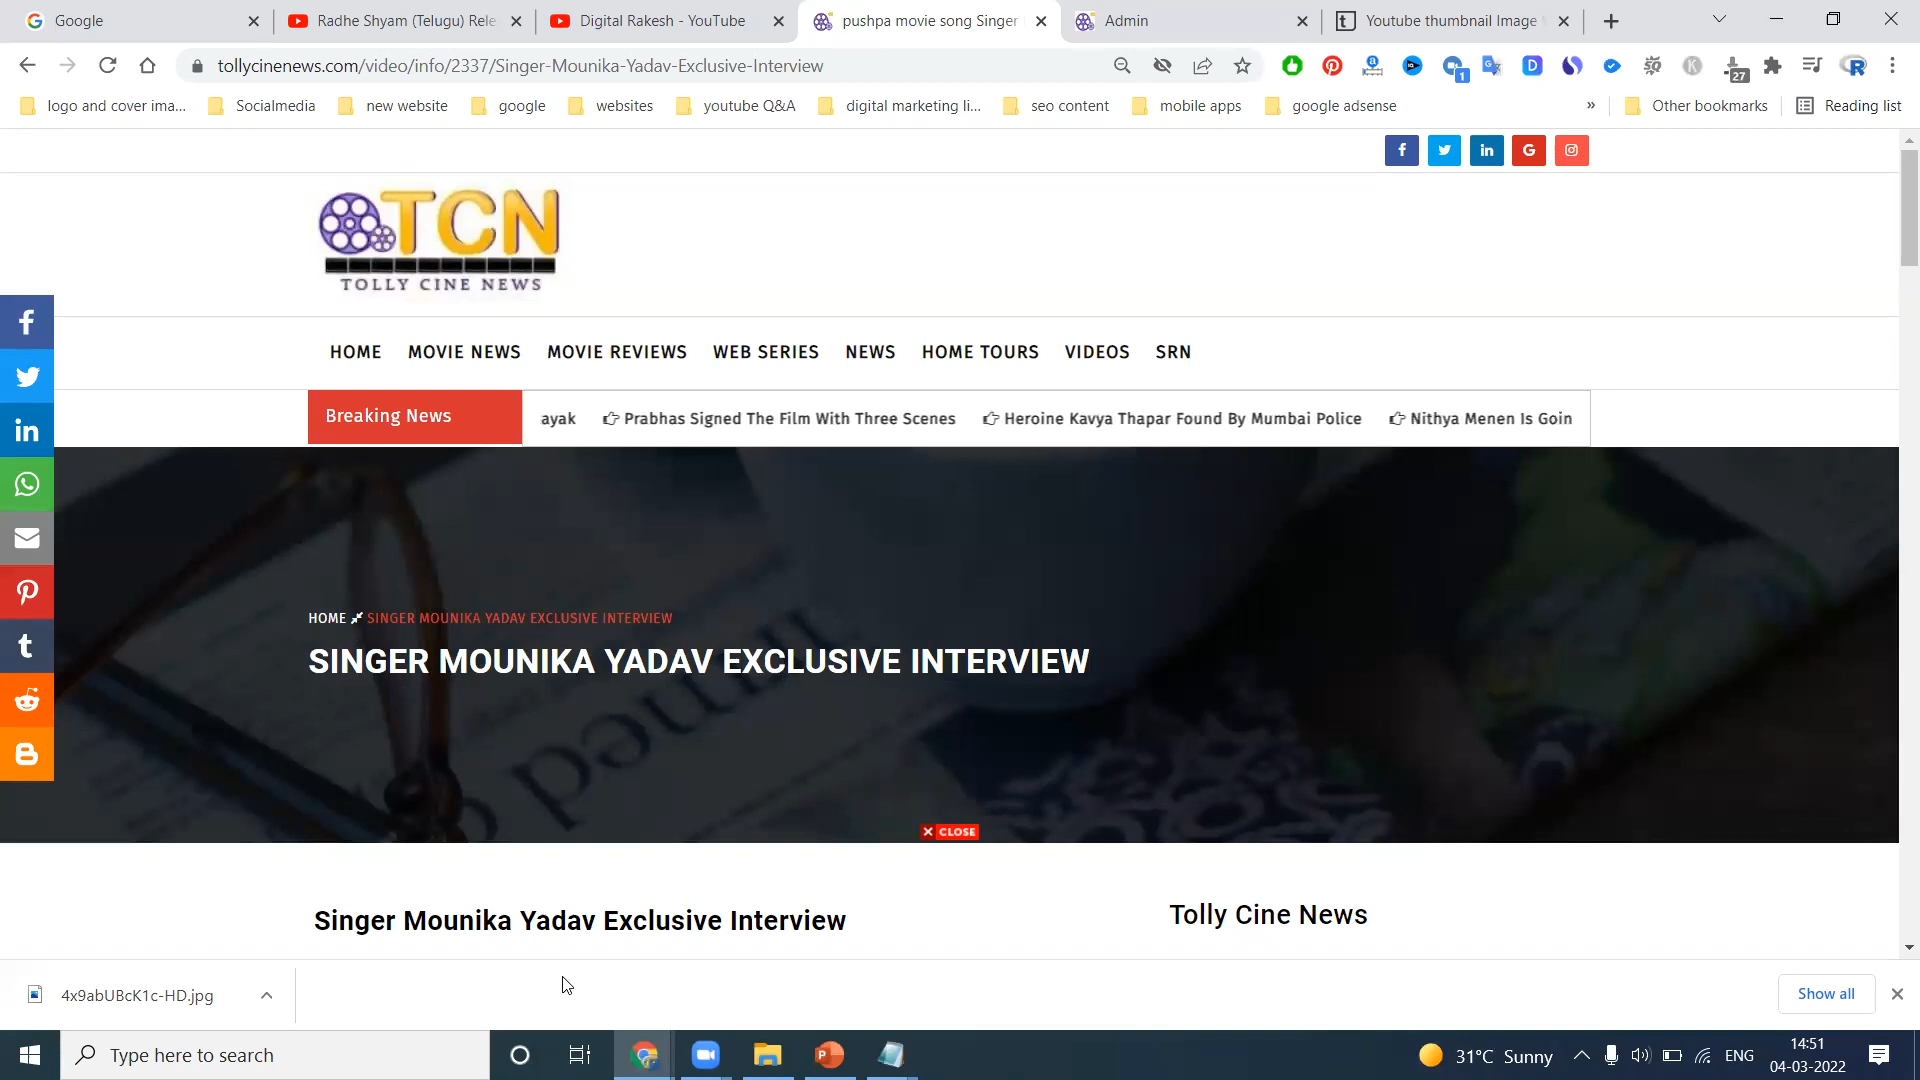 Google
Radhe Shyam (Telugu) Rele
Digital Rakesh - YouTube
pushpa movie song Singer
Admin
Youtube thumbnail Image
tollycinenews.com/video/info/2337/Singer-Mounika-Yadav-Exclusive-Interview
1
27
logo and cover ima...
Socialmedia
new website
google
websites
youtube Q&A
digital marketing li...
seo content
mobile apps
google adsense
»
Other bookmarks
Reading list
TCN
TOLLY CINE NEWS
HOME
MOVIE NEWS
MOVIE REVIEWS
WEB SERIES
NEWS
HOME TOURS
VIDEOS
SRN
Breaking News
ayak
Prabhas Signed The Film With Three Scenes
Heroine Kavya Thapar Found By Mumbai Police
Nithya Menen Is Goin
HOME SINGER MOUNIKA YADAV EXCLUSIVE INTERVIEW
SINGER MOUNIKA YADAV EXCLUSIVE INTERVIEW
CLOSE
Singer Mounika Yadav Exclusive Interview
Tolly Cine News
4x9abUBcK1c-HD.jpg
Show all
Type here to search
31°C Sunny
ENG
14:51
04-03-2022